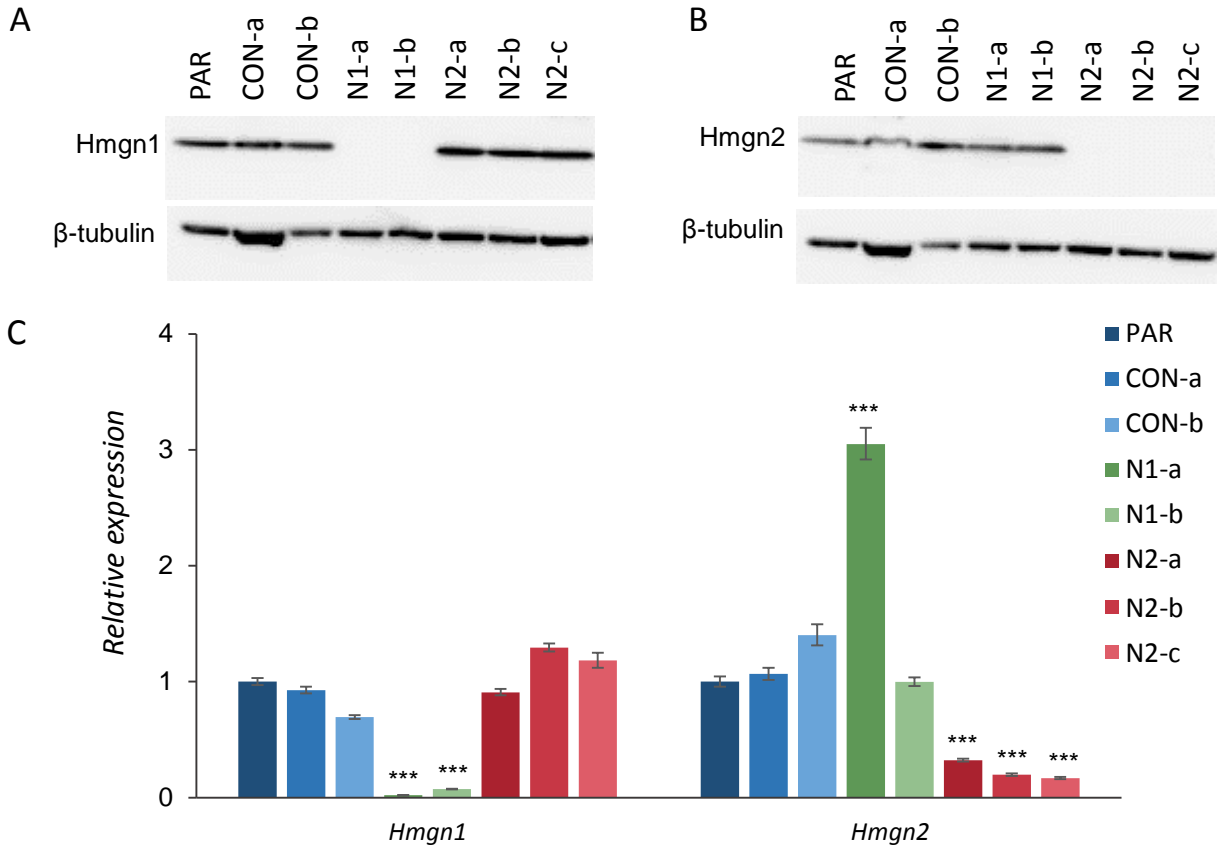 A
PAR CON-a CON-b N1-a N1-b N2-a N2-b N2-c
Hmgn1
β-tubulin
B
PAR CON-a CON-b N1-a N1-b N2-a N2-b N2-c
Hmgn2
β-tubulin
C
Relative expression
4
3
2
1
0
*** ***
***
*** *** ***
Hmgn1 Hmgn2
PAR
CON-a
CON-b
N1-a
N1-b
N2-a
N2-b
N2-c